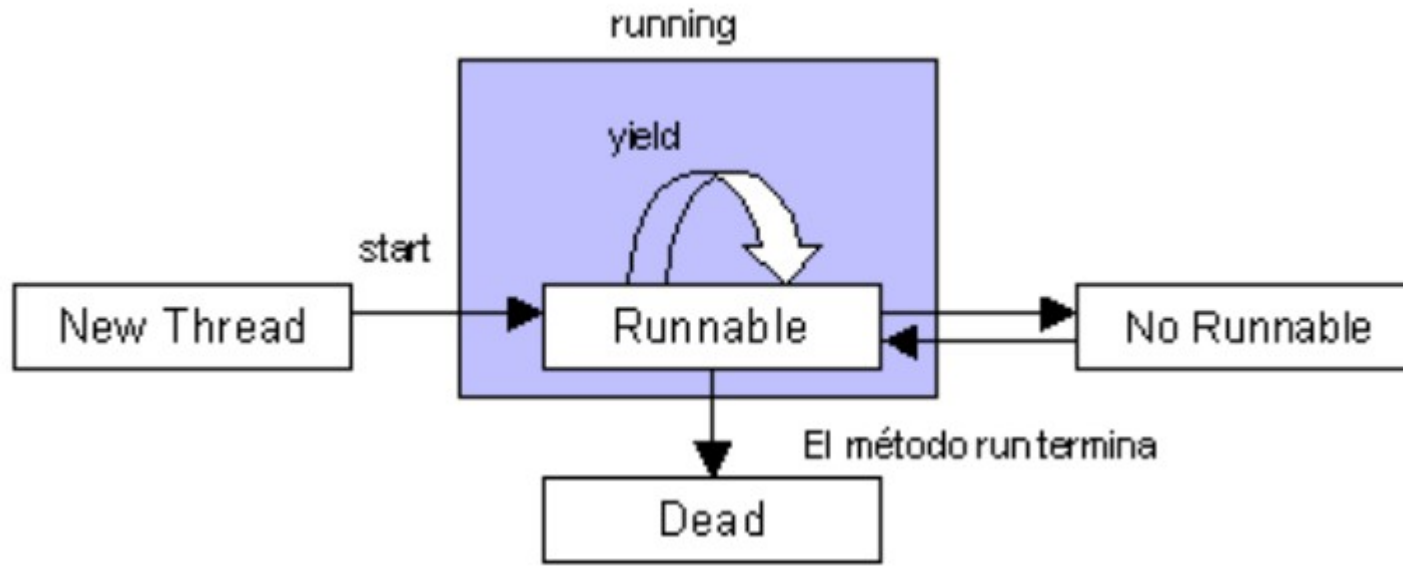 running
yield
start
New Thread
Runnable
No Runnable
El método run termina
Dead